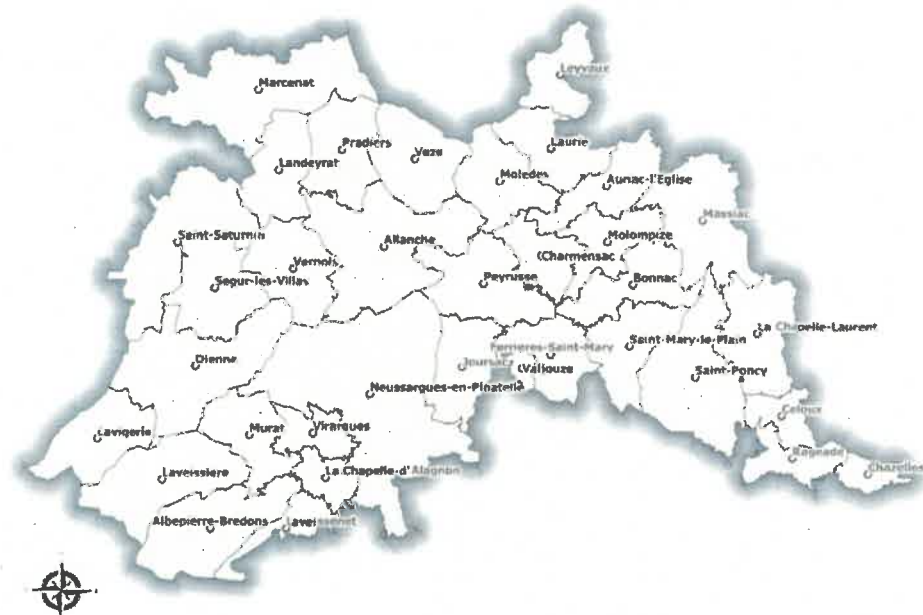 Leyvaux
Marcenat
Pradiers
Laurie
Veze
Landeyrat
Moledes
Auriac-l'Eglise
Massiac
Saint-Saturnin
Allanche
Molompize
Charmensac
Vernols
Peyrusse
Bonnac
Segur-les-Villas
La Chapelle-Laurent
Saint-Mary-le-Plain
Ferrieres-Saint-Mary
Dienne
Joursac
Valjouze
Saint-Poncy
Neussargues-en-Pinatelle
Celoux
Lavigerie
Murat
Virargues
Rageade
Laveissiere
La Chapelle-d'Alagnon
Chazelles
Albepierre-Bredons
Laveissenet